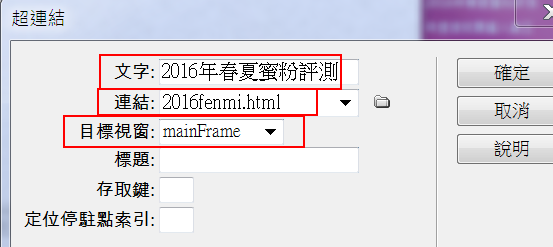 超連結
文字: 2016年春夏蜜粉評測
連結: 2016fenmi.html
目標視窗: mainFrame
標題:
存取鍵:
定位停駐點索引:
確定
取消
說明